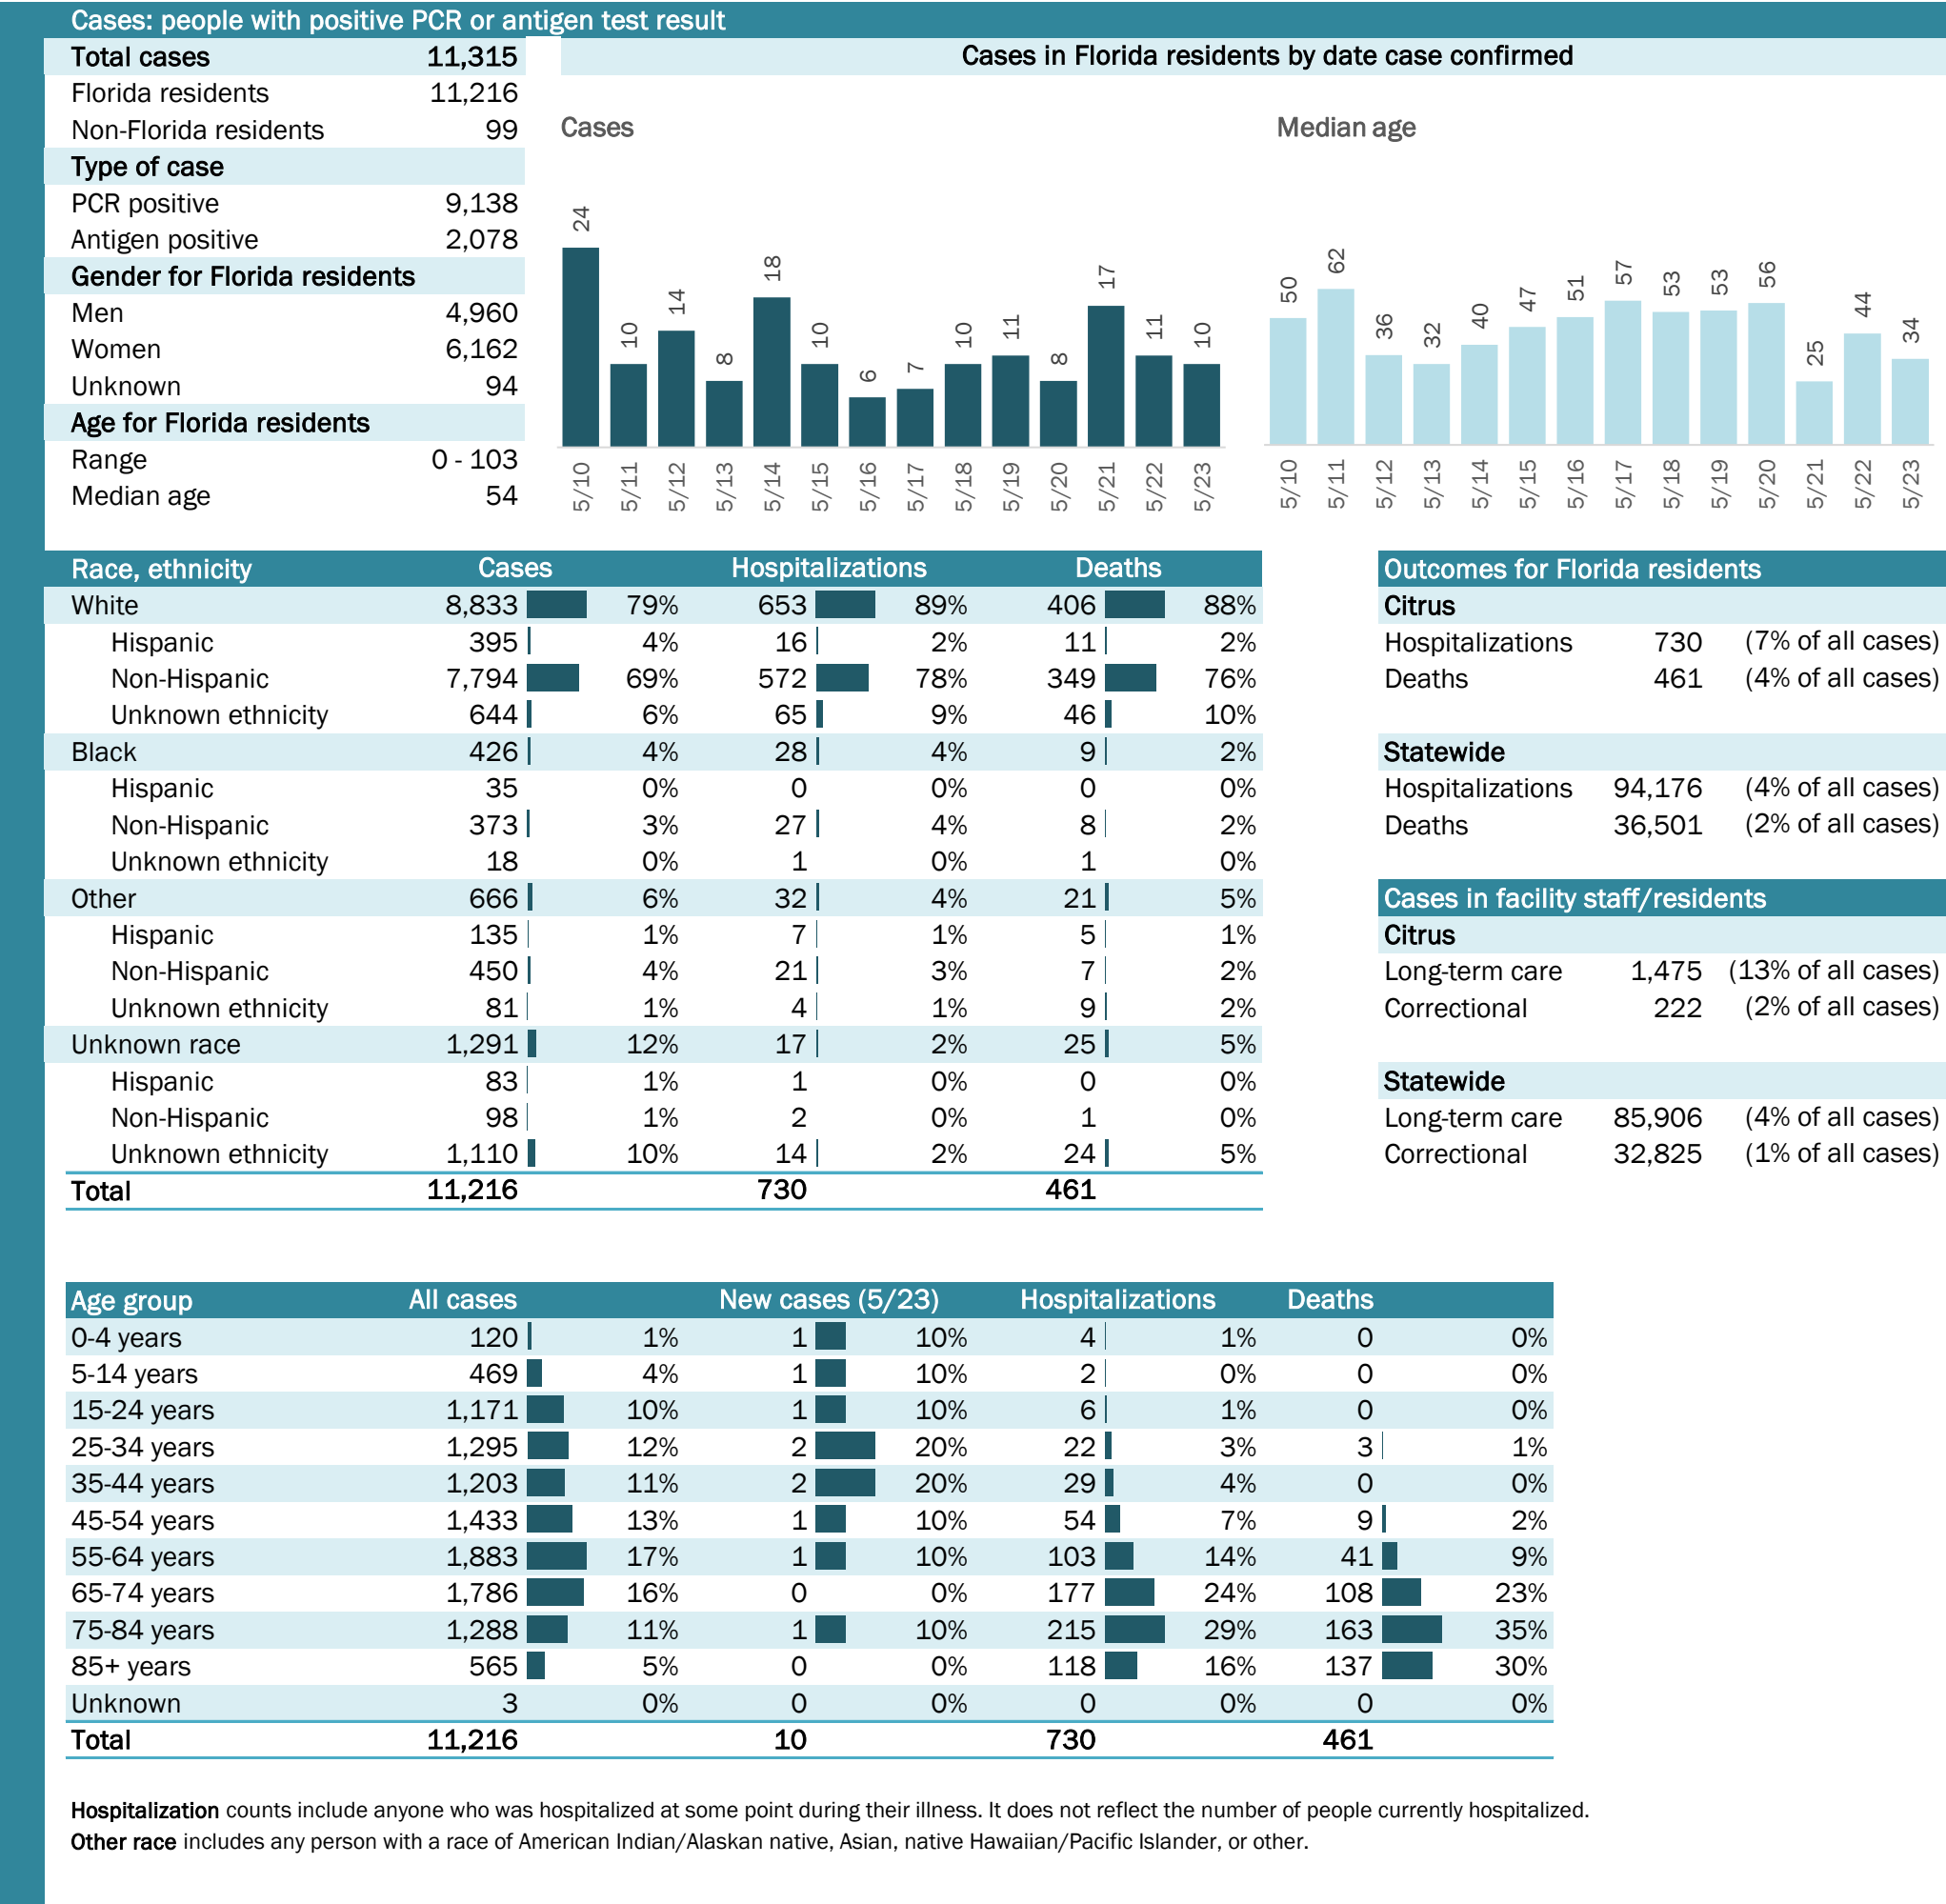 Cases: people with positive PCR or antigen test result
Total cases 11,315
Florida residents 11,216
Non-Florida residents 99
Type of case
PCR positive 9,138
Antigen positive 2,078
Gender for Florida residents
Men 4,960
Women 6,162
Unknown 94
Age for Florida residents
Range 0 - 103
Median age 54
Cases in Florida residents by date case confirmed
Cases
24 10 14 8 18 10 6 7 10 11 8 17 11 10
5/10 5/11 5/12 5/13 5/14 5/15 5/16 5/17 5/18 5/19 5/20 5/21 5/22 5/23
Median age
50 62 36 32 40 47 51 57 53 53 56 25 44 34
5/10 5/11 5/12 5/13 5/14 5/15 5/16 5/17 5/18 5/19 5/20 5/21 5/22 5/23
Race, ethnicity Cases Hospitalizations Deaths
White 8,833 79% 653 89% 406 88%
Hispanic 395 4% 16 2% 11 2%
Non-Hispanic 7,794 69% 572 78% 349 76%
Unknown ethnicity 644 6% 65 9% 46 10%
Black 426 4% 28 4% 9 2%
Hispanic 35 0% 0 0% 0 0%
Non-Hispanic 373 3% 27 4% 8 2%
Unknown ethnicity 18 0% 1 0% 1 0%
Other 666 6% 32 4% 21 5%
Hispanic 135 1% 7 1% 5 1%
Non-Hispanic 450 4% 21 3% 7 2%
Unknown ethnicity 81 1% 4 1% 9 2%
Unknown race 1,291 12% 17 2% 25 5%
Hispanic 83 1% 1 0% 0 0%
Non-Hispanic 98 1% 2 0% 1 0%
Unknown ethnicity 1,110 10% 14 2% 24 5%
Total 11,216 730 461
Outcomes for Florida residents
Citrus
Hospitalizations 730 (7% of all cases)
Deaths 461 (4% of all cases)
Statewide
Hospitalizations 94,176 (4% of all cases)
Deaths 36,501 (2% of all cases)
Cases in facility staff/residents
Citrus
Long-term care 1,475 (13% of all cases)
Correctional 222 (2% of all cases)
Statewide
Long-term care 85,906 (4% of all cases)
Correctional 32,825 (1% of all cases)
Age group All cases New cases (5/23) Hospitalizations Deaths
0-4 years 120 1% 1 10% 4 1% 0 0%
5-14 years 469 4% 1 10% 2 0% 0 0%
15-24 years 1,171 10% 1 10% 6 1% 0 0%
25-34 years 1,295 12% 2 20% 22 3% 3 1%
35-44 years 1,203 11% 2 20% 29 4% 0 0%
45-54 years 1,433 13% 1 10% 54 7% 9 2%
55-64 years 1,883 17% 1 10% 103 14% 41 9%
65-74 years 1,786 16% 0 0% 177 24% 108 23%
75-84 years 1,288 11% 1 10% 215 29% 163 35%
85+ years 565 5% 0 0% 118 16% 137 30%
Unknown 3 0% 0 0% 0 0% 0 0%
Total 11,216 10 730 461
Hospitalization counts include anyone who was hospitalized at some point during their illness. It does not reflect the number of people currently hospitalized.
Other race includes any person with a race of American Indian/Alaskan native, Asian, native Hawaiian/Pacific Islander, or other.